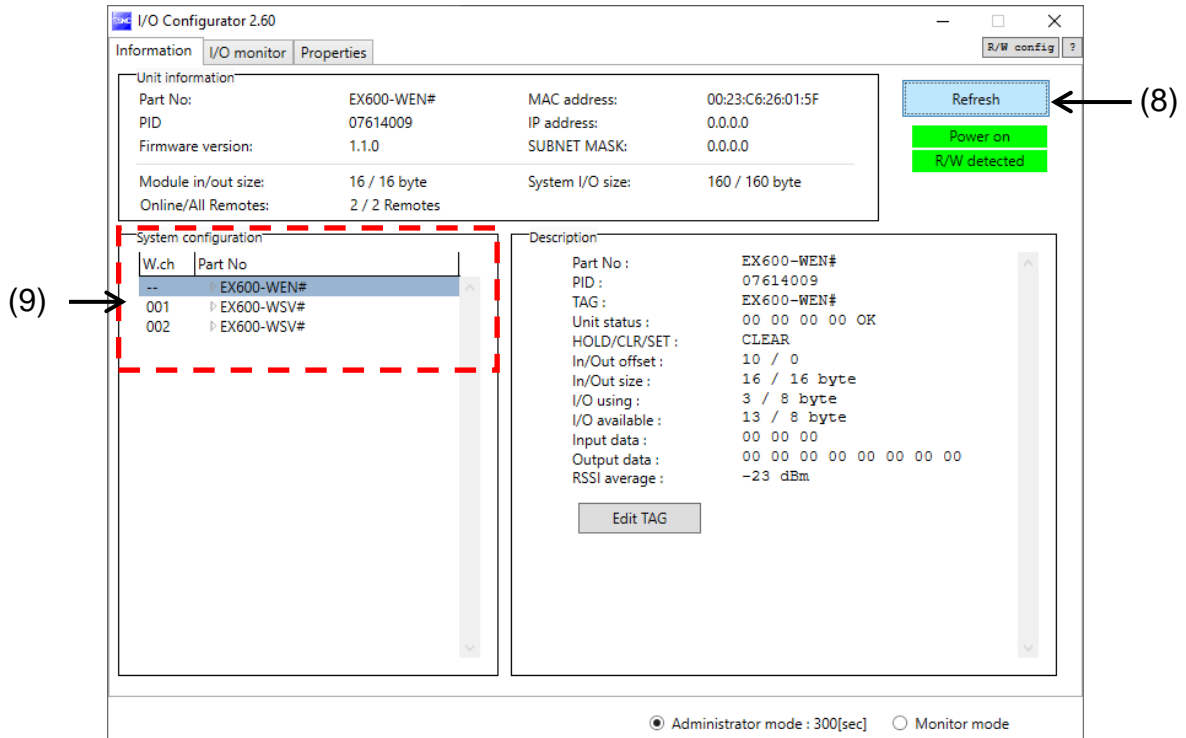 SMC I/O Configurator 2.60
Information I/O monitor Properties R/W config ?
Unit information
Part No: EX600-WEN# MAC address: 00:23:C6:26:01:5F
PID 07614009 IP address: 0.0.0.0
Firmware version: 1.1.0 SUBNET MASK: 0.0.0.0
Module in/out size: 16 / 16 byte System I/O size: 160 / 160 byte
Online/All Remotes: 2 / 2 Remotes
Refresh
(8)
Power on
R/W detected
System configuration
W.ch Part No
-- EX600-WEN#
001 EX600-WSV#
002 EX600-WSV#
(9)
Description
Part No : EX600-WEN#
PID : 07614009
TAG : EX600-WEN#
Unit status : 00 00 00 00 OK
HOLD/CLR/SET : CLEAR
In/Out offset : 10 / 0
In/Out size : 16 / 16 byte
I/O using : 3 / 8 byte
I/O available : 13 / 8 byte
Input data : 00 00 00
Output data : 00 00 00 00 00 00 00 00
RSSI average : -23 dBm
Edit TAG
Administrator mode : 300[sec] Monitor mode